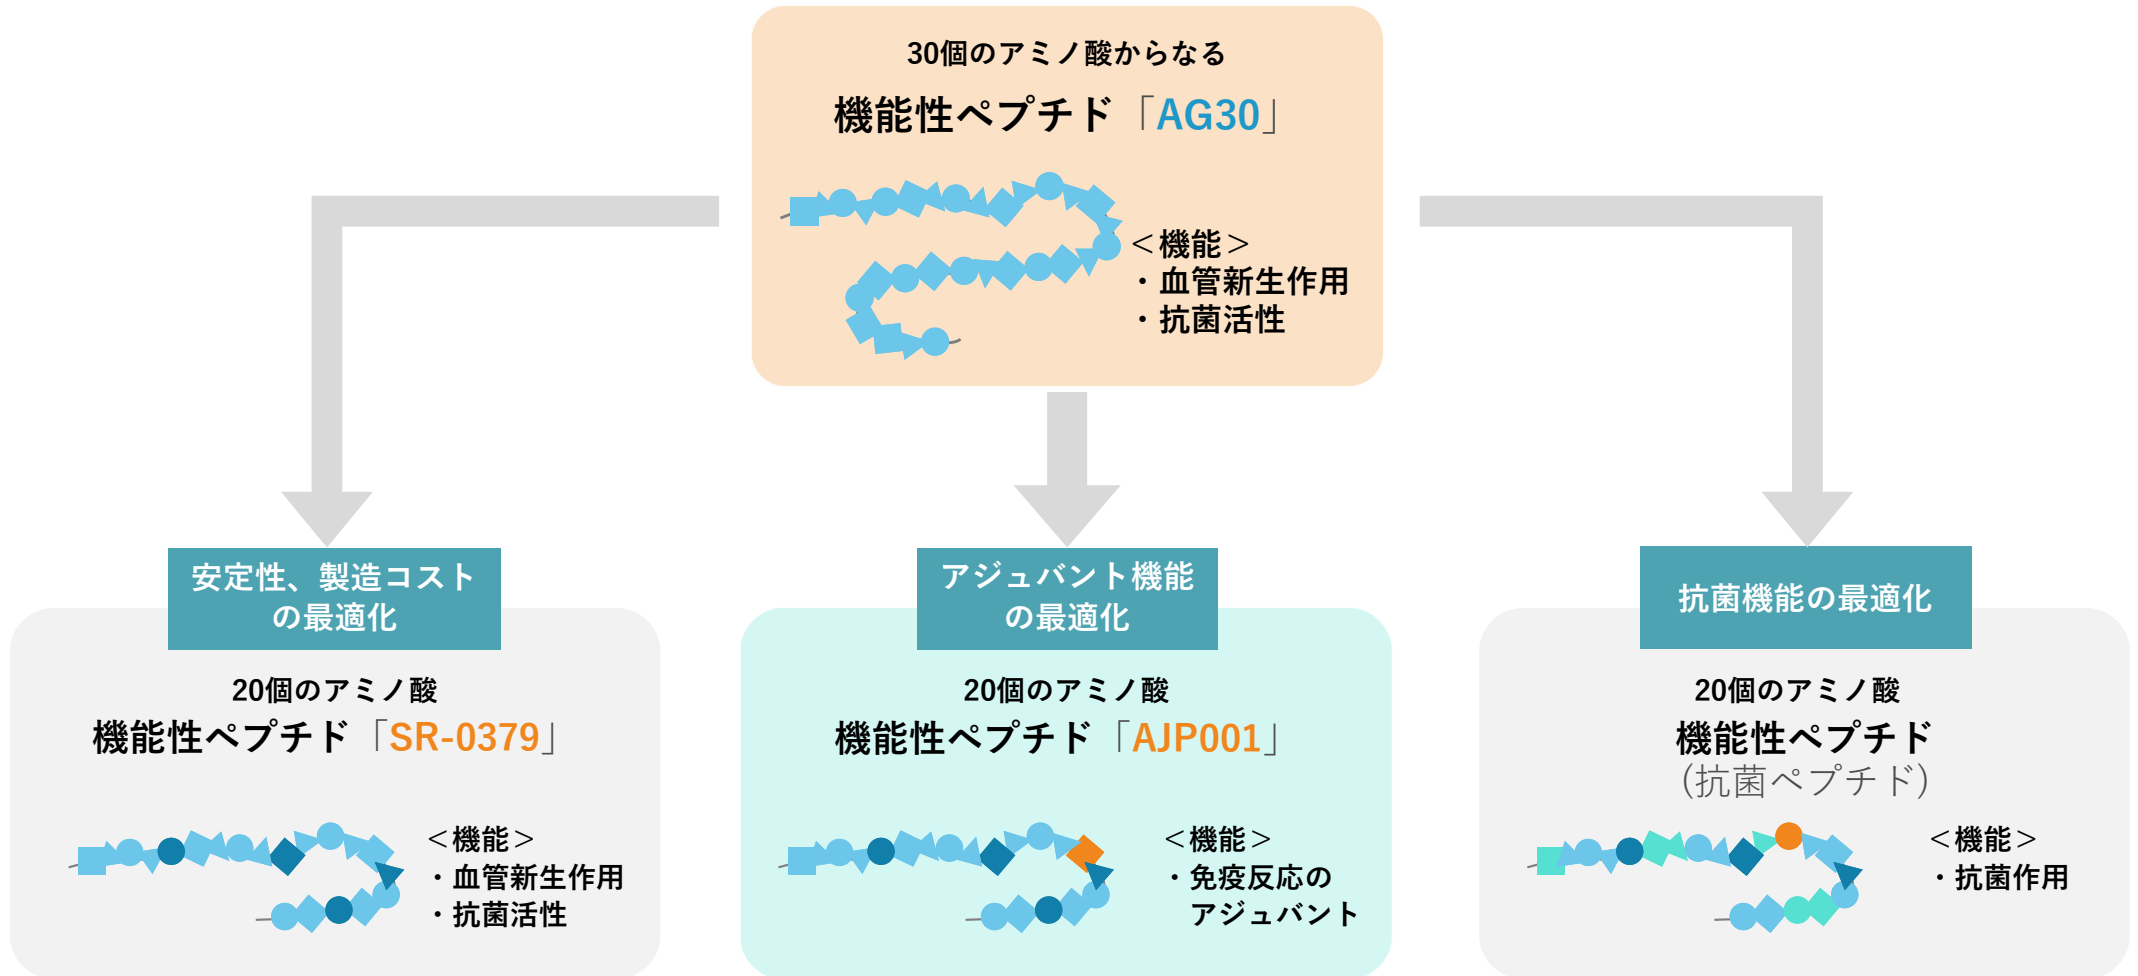 30個のアミノ酸からなる
機能性ペプチド「AG30」
＜機能＞
・血管新生作用
・抗菌活性
安定性、製造コスト
の最適化
20個のアミノ酸
機能性ペプチド「SR-0379」
＜機能＞
・血管新生作用
・抗菌活性
アジュバント機能
の最適化
20個のアミノ酸
機能性ペプチド「AJP001」
＜機能＞
・免疫反応の
アジュバント
抗菌機能の最適化
20個のアミノ酸
機能性ペプチド
(抗菌ペプチド)
＜機能＞
・抗菌作用